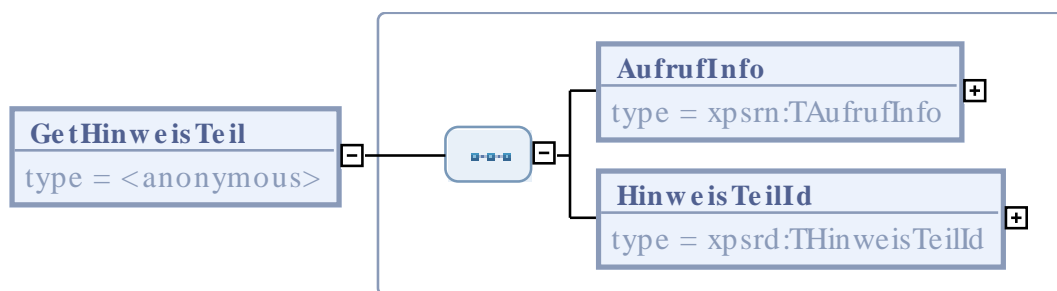 AufrufInfo
type = xpsrn:TAufrufInfo
GetHinweisTeil
type = <anonymous>
HinweisTeilId
type = xpsrd:THinweisTeilId